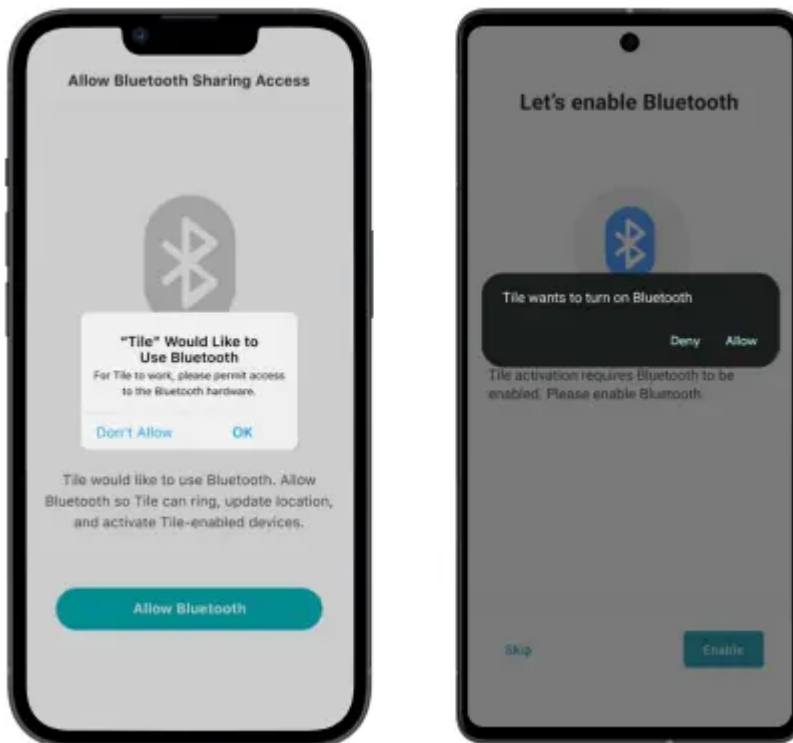 Allow Bluetooth Sharing Access
"Tile" Would Like to
Use Bluetooth
For Tile to work, please permit access
to the Bluetooth hardware.
Don't Allow OK
Tile would like to use Bluetooth. Allow
Bluetooth so Tile can ring, update location,
and activate Tile-enabled devices.
Allow Bluetooth
Let's enable Bluetooth
Tile wants to turn on Bluetooth
Deny Allow
Tile activation requires Bluetooth to be
enabled. Please enable Bluetooth.
Skip Enable